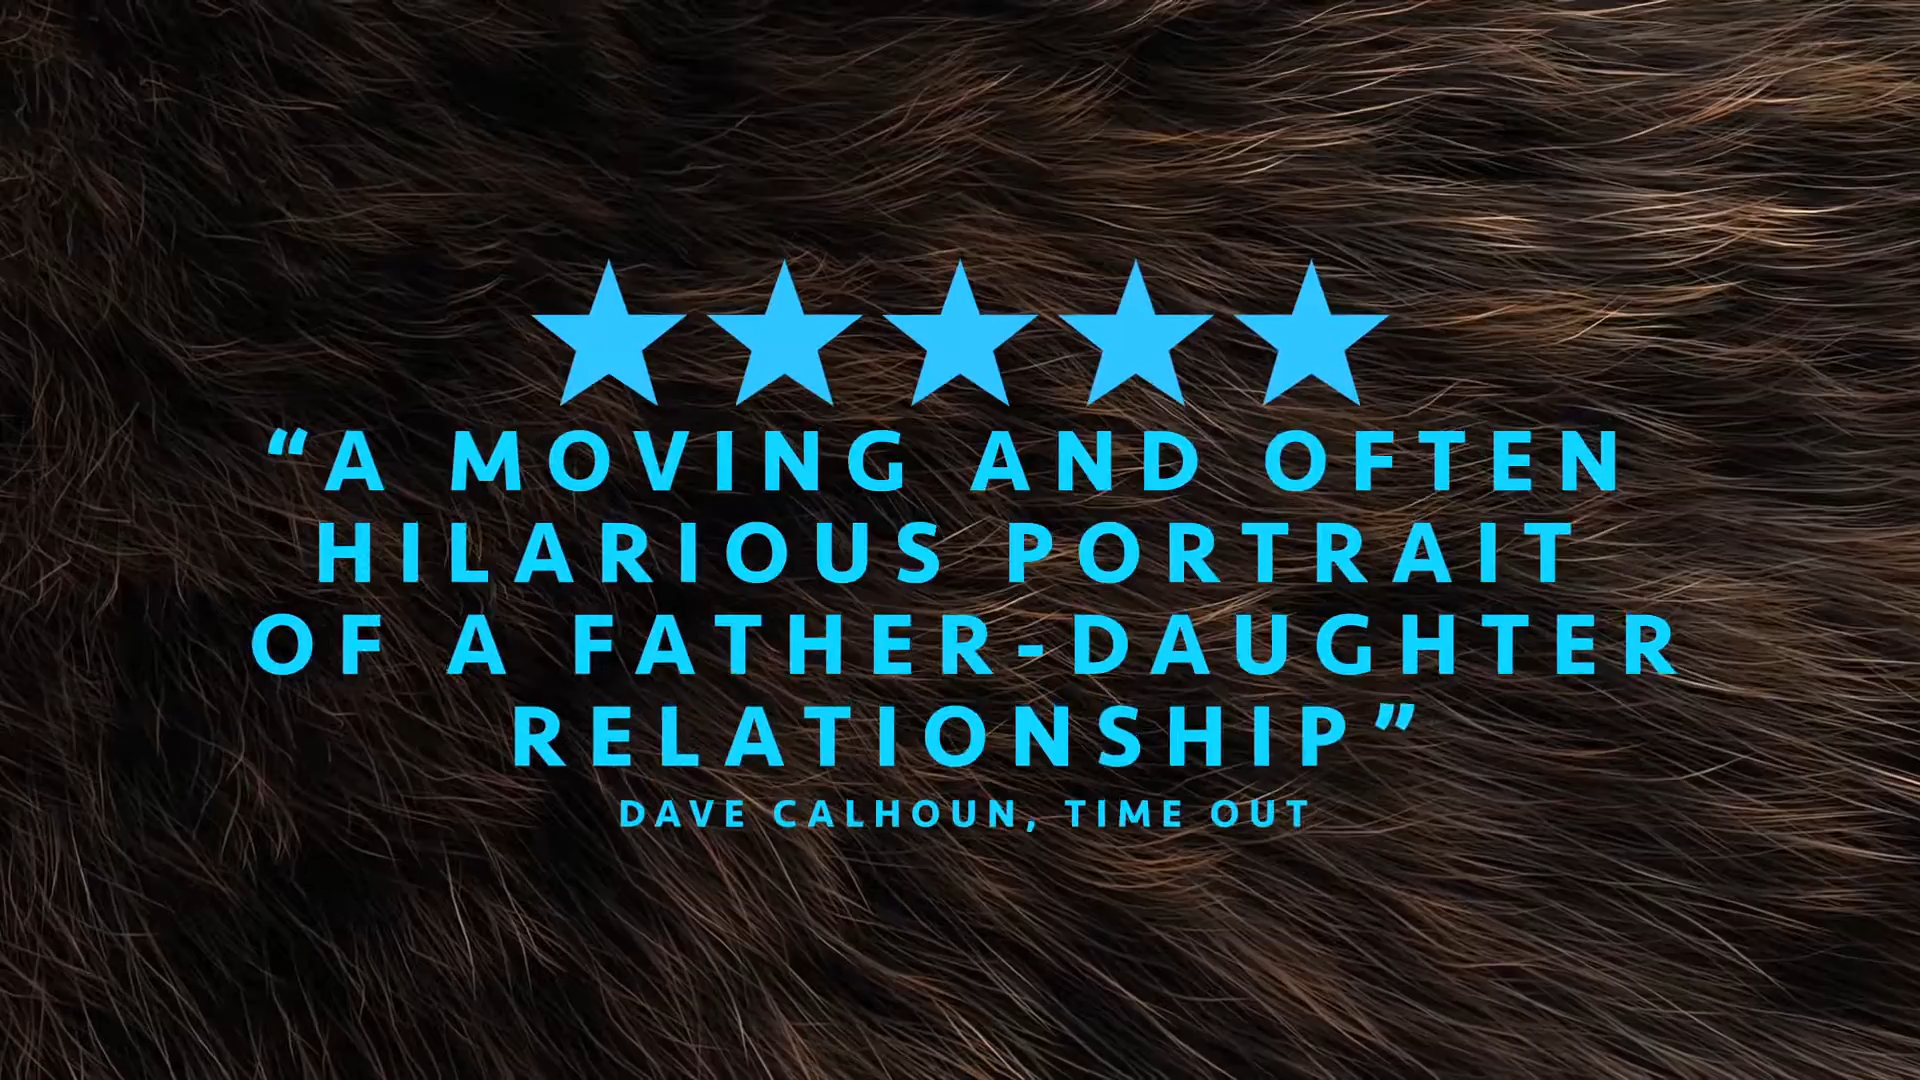 “A MOVING AND OFTEN
HILARIOUS PORTRAIT
OF A FATHER-DAUGHTER
RELATIONSHIP”
DAVE CALHOUN, TIME OUT